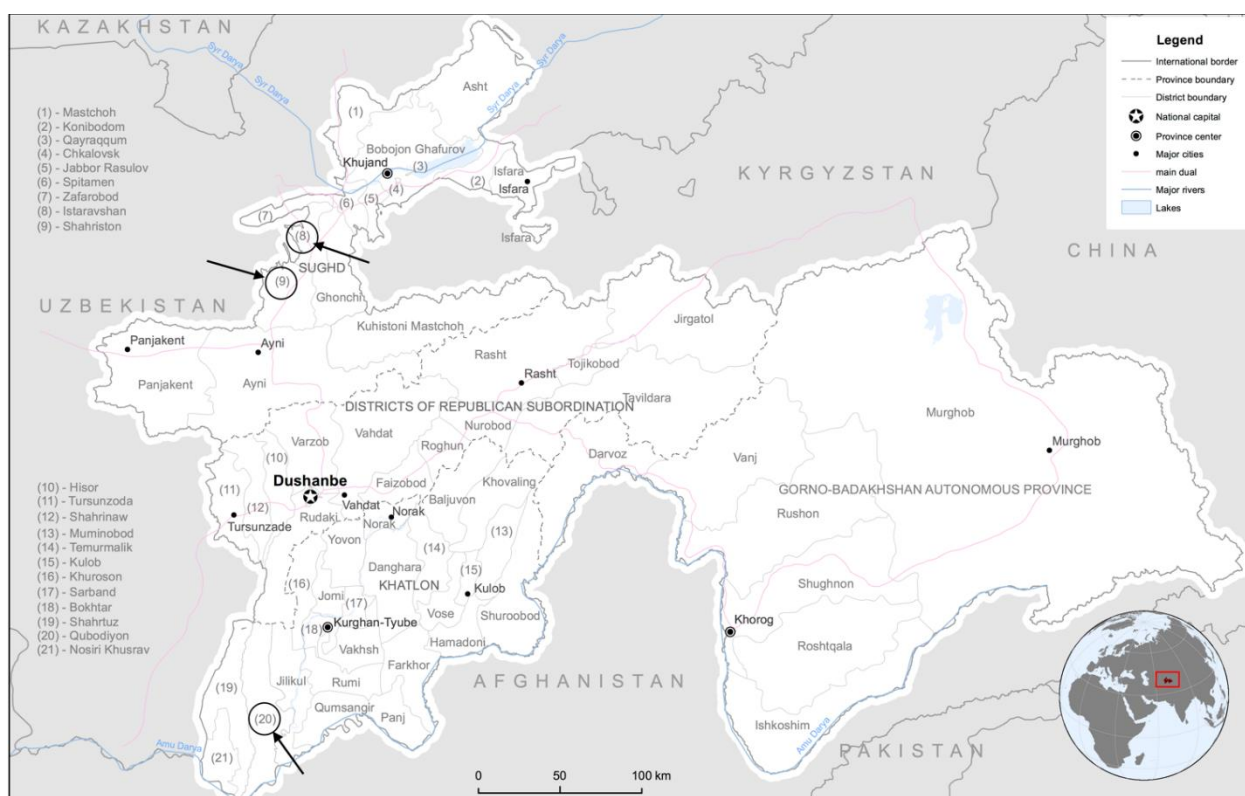 KAZAKHSTAN
Syr Darya
Syr Darya
Syr Darya
Syr Darya
Legend
International border
Province boundary
District boundary
National capital
Province center
Major cities
main dual
Major rivers
Lakes
(1) - Mastchoh
(2) - Konibodom
(3) - Qayraqqum
(4) - Chkalovsk
(5) - Jabbor Rasulov
(6) - Spitamen
(7) - Zafarobod
(8) - Istaravshan
(9) - Shahriston
Asht
(1)
Bobojon Ghafurov
Khujand
(3)
Isfara
Isfara
(2)
(4)
(5)
(6)
KYRGYZSTAN
(7)
(8)
Isfara
CHINA
SUGHD
(9)
Ghonchi
UZBEKISTAN
Kuhistoni Mastchoh
Jirgatol
Panjakent
Ayni
Rasht
Tojikobod
Rasht
Panjakent
Ayni
Tavildara
DISTRICTS OF REPUBLICAN SUBORDINATION
Murghob
Nurobod
Vahdat
Varzob
Roghun
Murghob
Darvoz
Vanj
(10)
Khovaling
Dushanbe
Faizobod
(11)
Baljuvon
GORNO-BADAKHSHAN AUTONOMOUS PROVINCE
(12)
Vahdat
Norak
Rushon
Tursunzade
Rudaki
Norak
(13)
Yovon
(14)
(10) - Hisor
(11) - Tursunzoda
(12) - Shahrinaw
(13) - Muminobod
(14) - Temurmalik
(15) - Kulob
(16) - Khuroson
(17) - Sarband
(18) - Bokhtar
(19) - Shahrtuz
(20) - Qubodiyon
(21) - Nosiri Khusrav
Danghara
(15)
(16)
KHATLON
Kulob
Shughnon
Jomi
(17)
Vose
Shuroobod
Kurghan-Tyube
(18)
Khorog
Hamadoni
Vakhsh
Roshtqala
Farkhor
Jilikul
Rumi
AFGHANISTAN
(19)
Qumsangir
Panj
(20)
Ishkoshim
Amu Darya
Amu Darya
(21)
PAKISTAN
0 50 100 km